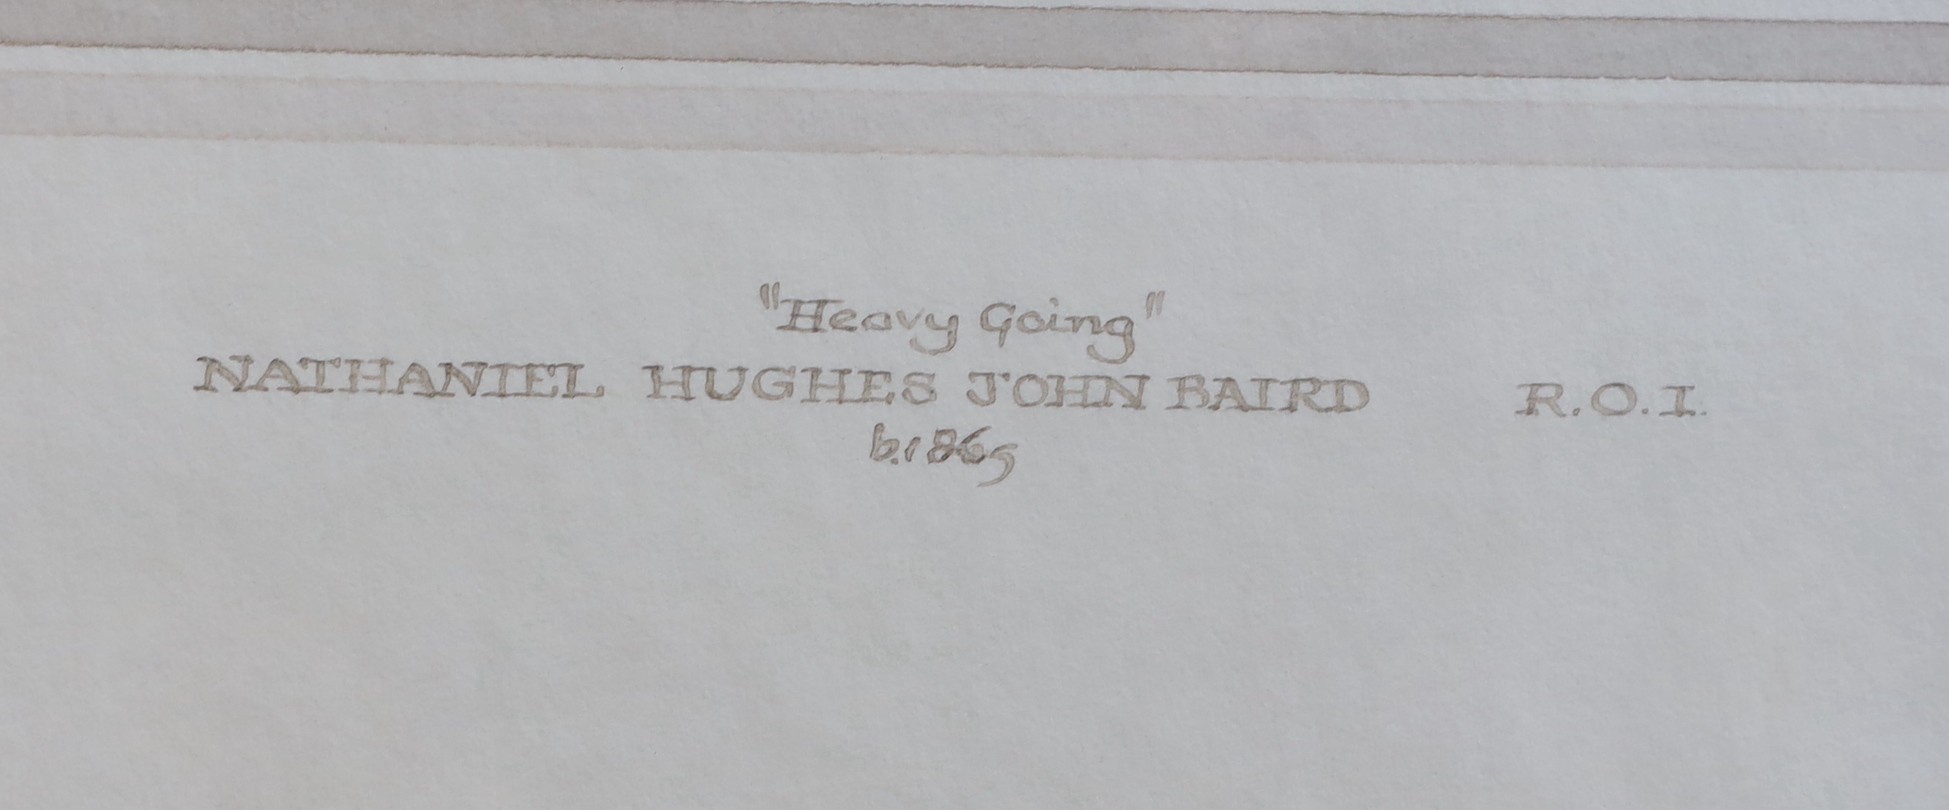 "Heavy Going"
NATHANIEL HUGHES JOHN BAIRD R.O.I.
b.1865